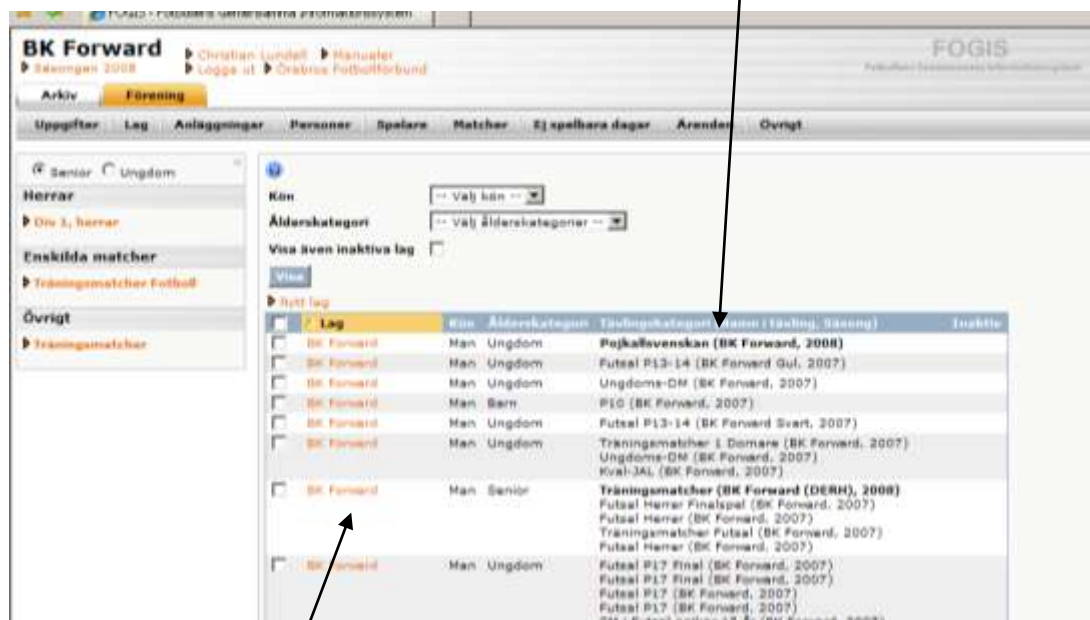 BK Forward
Säsongen 2008
Christian Lundell Manualer
Logga ut Örebros Fotbollförbund
FOGIS
Arkiv Förening
Uppgifter Lag Anläggningar Personer Spelare Matcher Ej spelbara dagar Ärenden Övrigt
Senior Ungdom
Herrar
Div 1, herrar
Enskilda matcher
Träningsmatcher Fotboll
Övrigt
Träningsmatcher
Kön -- Välj kön --
Ålderskategori -- Välj ålderskategorier --
Visa även inaktiva lag
Visa
Nytt lag
Lag Kön Ålderskategori Tävlingskategori (Namn i tävling, Säsong) Inaktiv
BK Forward Man Ungdom Pojkallsvenskan (BK Forward, 2008)
BK Forward Man Ungdom Futsal P13-14 (BK Forward Gul, 2007)
BK Forward Man Ungdom Ungdoms-DM (BK Forward, 2007)
BK Forward Man Barn P10 (BK Forward, 2007)
BK Forward Man Ungdom Futsal P13-14 (BK Forward Svart, 2007)
BK Forward Man Ungdom Träningsmatcher 1 Domare (BK Forward, 2007)
Ungdoms-DM (BK Forward, 2007)
Kval-JAL (BK Forward, 2007)
BK Forward Man Senior Träningsmatcher (BK Forward (DERH), 2008)
Futsal Herrar Finalspel (BK Forward, 2007)
Futsal Herrar (BK Forward, 2007)
Träningsmatcher Futsal (BK Forward, 2007)
Futsal Herrar (BK Forward, 2007)
BK Forward Man Ungdom Futsal P17 Final (BK Forward, 2007)
Futsal P17 Final (BK Forward, 2007)
Futsal P17 (BK Forward, 2007)
Futsal P17 (BK Forward, 2007)